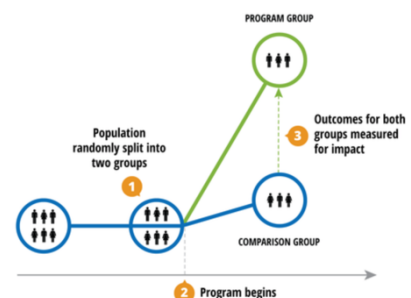 PROGRAM GROUP
Population
randomly split into
two groups
1
Outcomes for both
3 groups measured
for impact
COMPARISON GROUP
2 Program begins